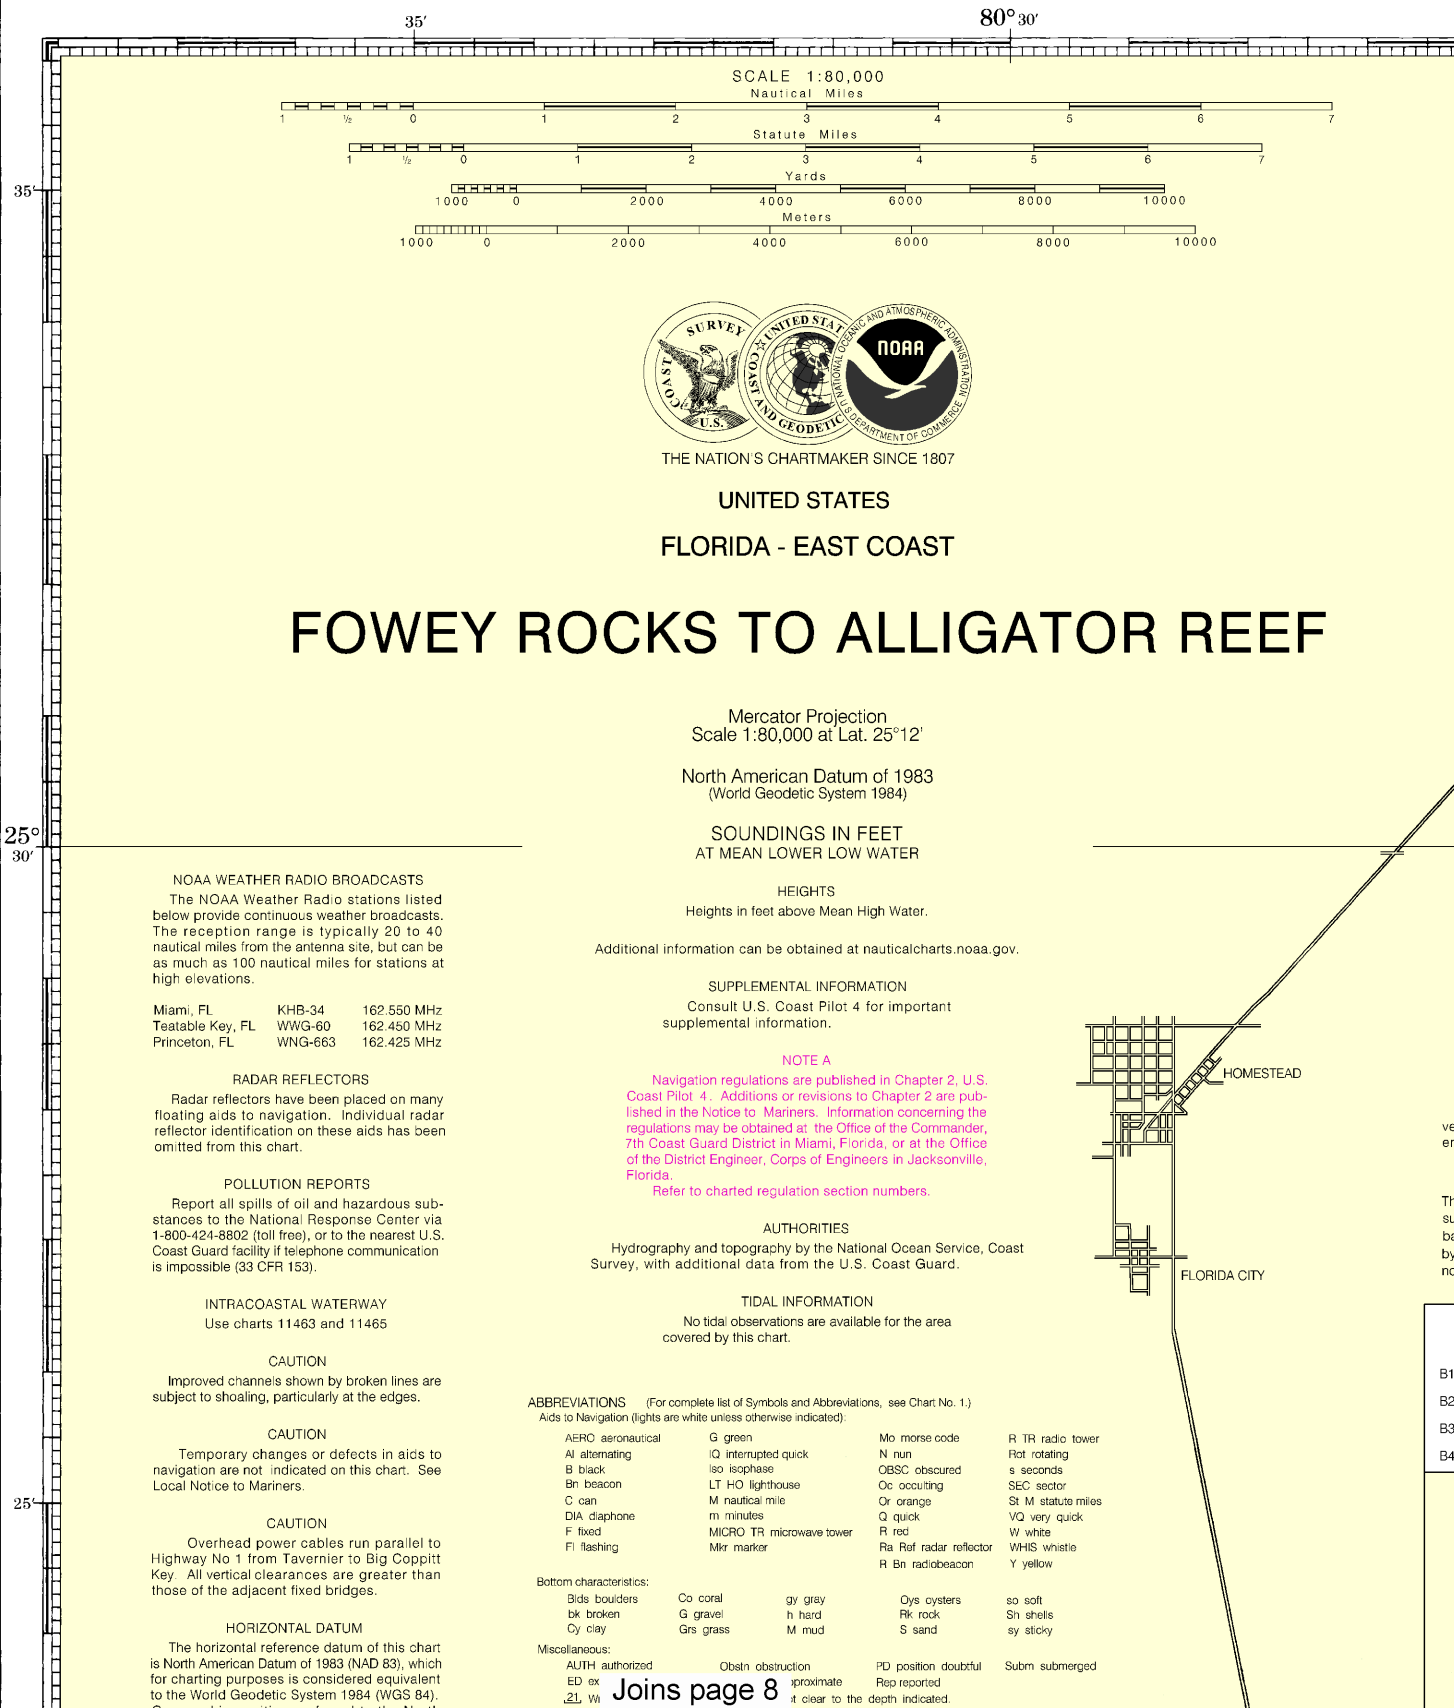 35′ 80° 30′
SCALE 1:80,000
Nautical Miles
1 ½ 0 1 2 3 4 5 6 7
Statute Miles
1 ½ 0 1 2 3 4 5 6 7
Yards
35′
1000 0 2000 4000 6000 8000 10000
Meters
1000 0 2000 4000 6000 8000 10000
SURVEY
COAST
U.S.
UNITED STAT
COAST AND GEODETIC
NATIONAL OCEANIC AND ATMOSPHERIC ADMINISTRATION
NOAA
U S DEPARTMENT OF COMMERCE
THE NATION'S CHARTMAKER SINCE 1807
UNITED STATES
FLORIDA - EAST COAST
FOWEY ROCKS TO ALLIGATOR REEF
Mercator Projection
Scale 1:80,000 at Lat. 25°12'
North American Datum of 1983
(World Geodetic System 1984)
SOUNDINGS IN FEET
AT MEAN LOWER LOW WATER
25°
30′
HEIGHTS
Heights in feet above Mean High Water.
Additional information can be obtained at nauticalcharts.noaa.gov.
SUPPLEMENTAL INFORMATION
Consult U.S. Coast Pilot 4 for important
supplemental information.
NOTE A
Navigation regulations are published in Chapter 2, U.S.
Coast Pilot 4. Additions or revisions to Chapter 2 are pub-
lished in the Notice to Mariners. Information concerning the
regulations may be obtained at the Office of the Commander,
7th Coast Guard District in Miami, Florida, or at the Office
of the District Engineer, Corps of Engineers in Jacksonville,
Florida.
Refer to charted regulation section numbers.
AUTHORITIES
Hydrography and topography by the National Ocean Service, Coast
Survey, with additional data from the U.S. Coast Guard.
TIDAL INFORMATION
No tidal observations are available for the area
covered by this chart.
NOAA WEATHER RADIO BROADCASTS
The NOAA Weather Radio stations listed
below provide continuous weather broadcasts.
The reception range is typically 20 to 40
nautical miles from the antenna site, but can be
as much as 100 nautical miles for stations at
high elevations.
Miami, FL KHB-34 162.550 MHz
Teatable Key, FL WWG-60 162.450 MHz
Princeton, FL WNG-663 162.425 MHz
RADAR REFLECTORS
Radar reflectors have been placed on many
floating aids to navigation. Individual radar
reflector identification on these aids has been
omitted from this chart.
POLLUTION REPORTS
Report all spills of oil and hazardous sub-
stances to the National Response Center via
1-800-424-8802 (toll free), or to the nearest U.S.
Coast Guard facility if telephone communication
is impossible (33 CFR 153).
INTRACOASTAL WATERWAY
Use charts 11463 and 11465
CAUTION
Improved channels shown by broken lines are
subject to shoaling, particularly at the edges.
CAUTION
Temporary changes or defects in aids to
navigation are not indicated on this chart. See
Local Notice to Mariners.
25′
CAUTION
Overhead power cables run parallel to
Highway No 1 from Tavernier to Big Coppitt
Key. All vertical clearances are greater than
those of the adjacent fixed bridges.
HORIZONTAL DATUM
The horizontal reference datum of this chart
is North American Datum of 1983 (NAD 83), which
for charting purposes is considered equivalent
to the World Geodetic System 1984 (WGS 84).
ABBREVIATIONS (For complete list of Symbols and Abbreviations, see Chart No. 1.)
Aids to Navigation (lights are white unless otherwise indicated):
AERO aeronautical G green Mo morse code R TR radio tower
Al alternating IQ interrupted quick N nun Rot rotating
B black Iso isophase OBSC obscured s seconds
Bn beacon LT HO lighthouse Oc occulting SEC sector
C can M nautical mile Or orange St M statute miles
DIA diaphone m minutes Q quick VQ very quick
F fixed MICRO TR microwave tower R red W white
Fl flashing Mkr marker Ra Ref radar reflector WHIS whistle
R Bn radiobeacon Y yellow
Bottom characteristics:
Blds boulders Co coral gy gray Oys oysters so soft
bk broken G gravel h hard Rk rock Sh shells
Cy clay Grs grass M mud S sand sy sticky
Miscellaneous:
AUTH authorized Obstn obstruction PD position doubtful Subm submerged
ED ex pproximate Rep reported
21, W t clear to the depth indicated.
Joins page 8
HOMESTEAD
FLORIDA CITY
ve
er
Th
su
ba
by
no
B1
B2
B3
B4